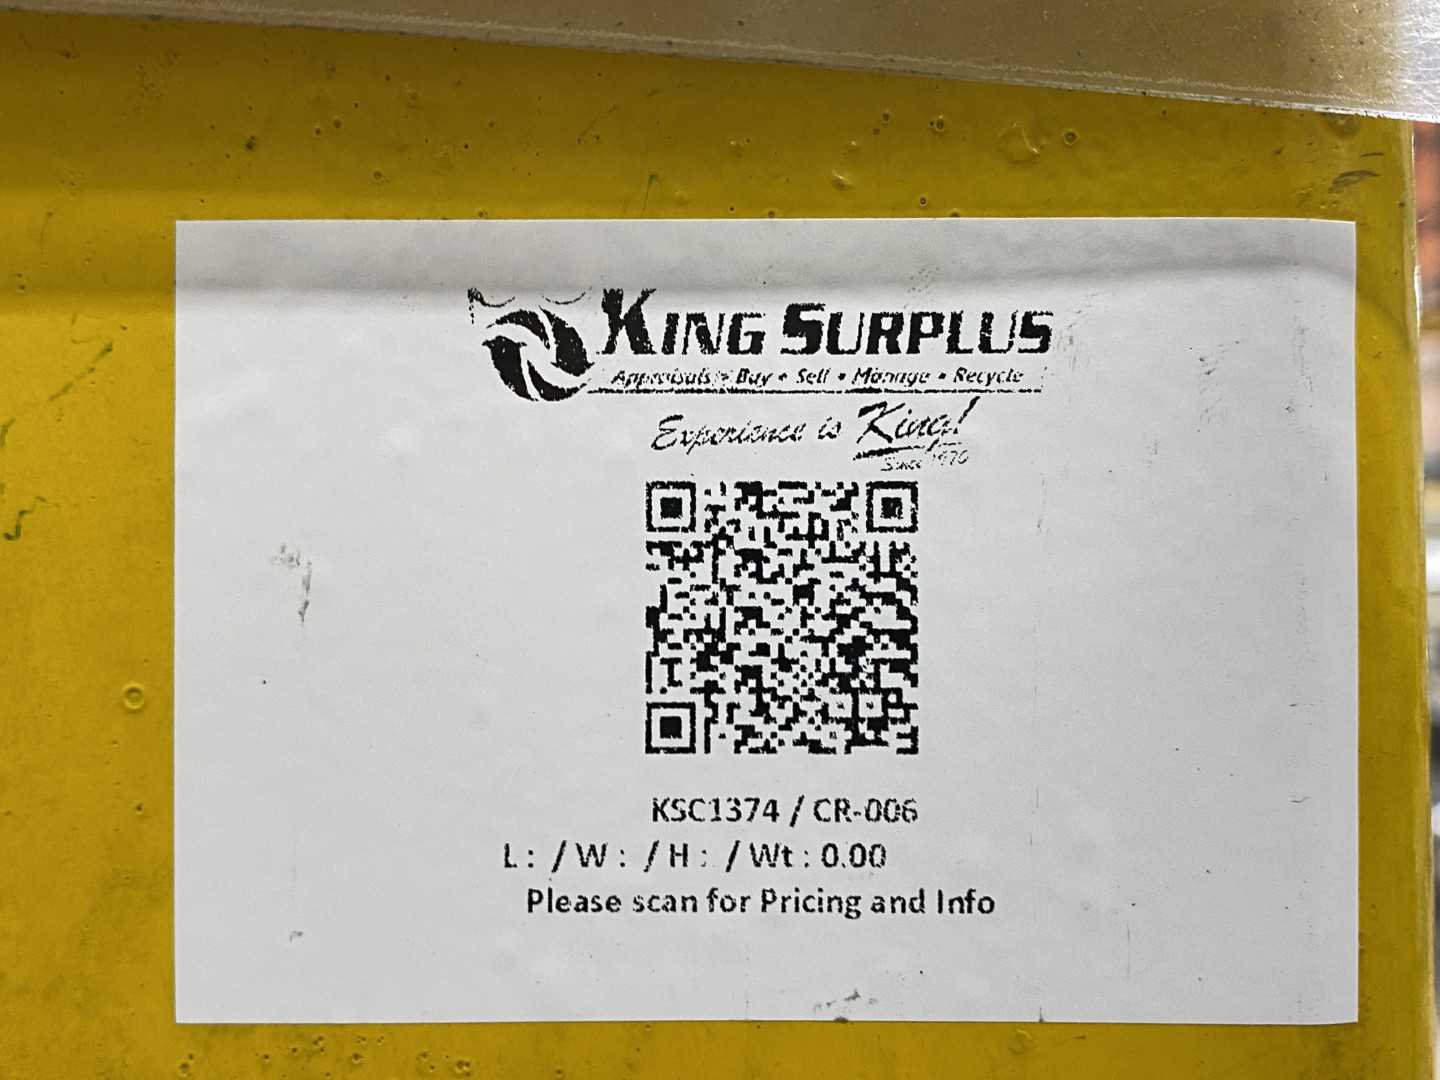 KING SURPLUS
Appraisals • Buy • Sell • Manage • Recycle
Experience is King!
Since 1970
KSC1374 / CR-006
L : / W : / H : / Wt : 0.00
Please scan for Pricing and Info